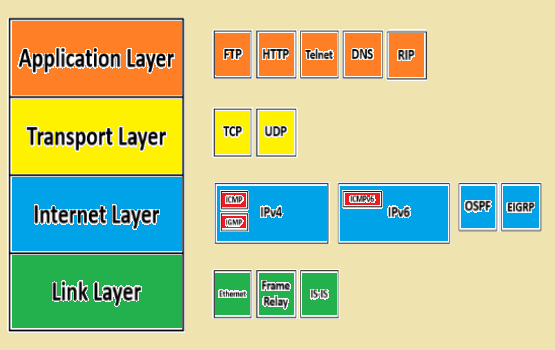 Application Layer
FTP
HTTP
Telnet
DNS
RIP
Transport Layer
TCP
UDP
Internet Layer
ICMP
IGMP
IPv4
ICMPv6
IPv6
OSPF
EIGRP
Link Layer
Ethernet
Frame
Relay
IS-IS